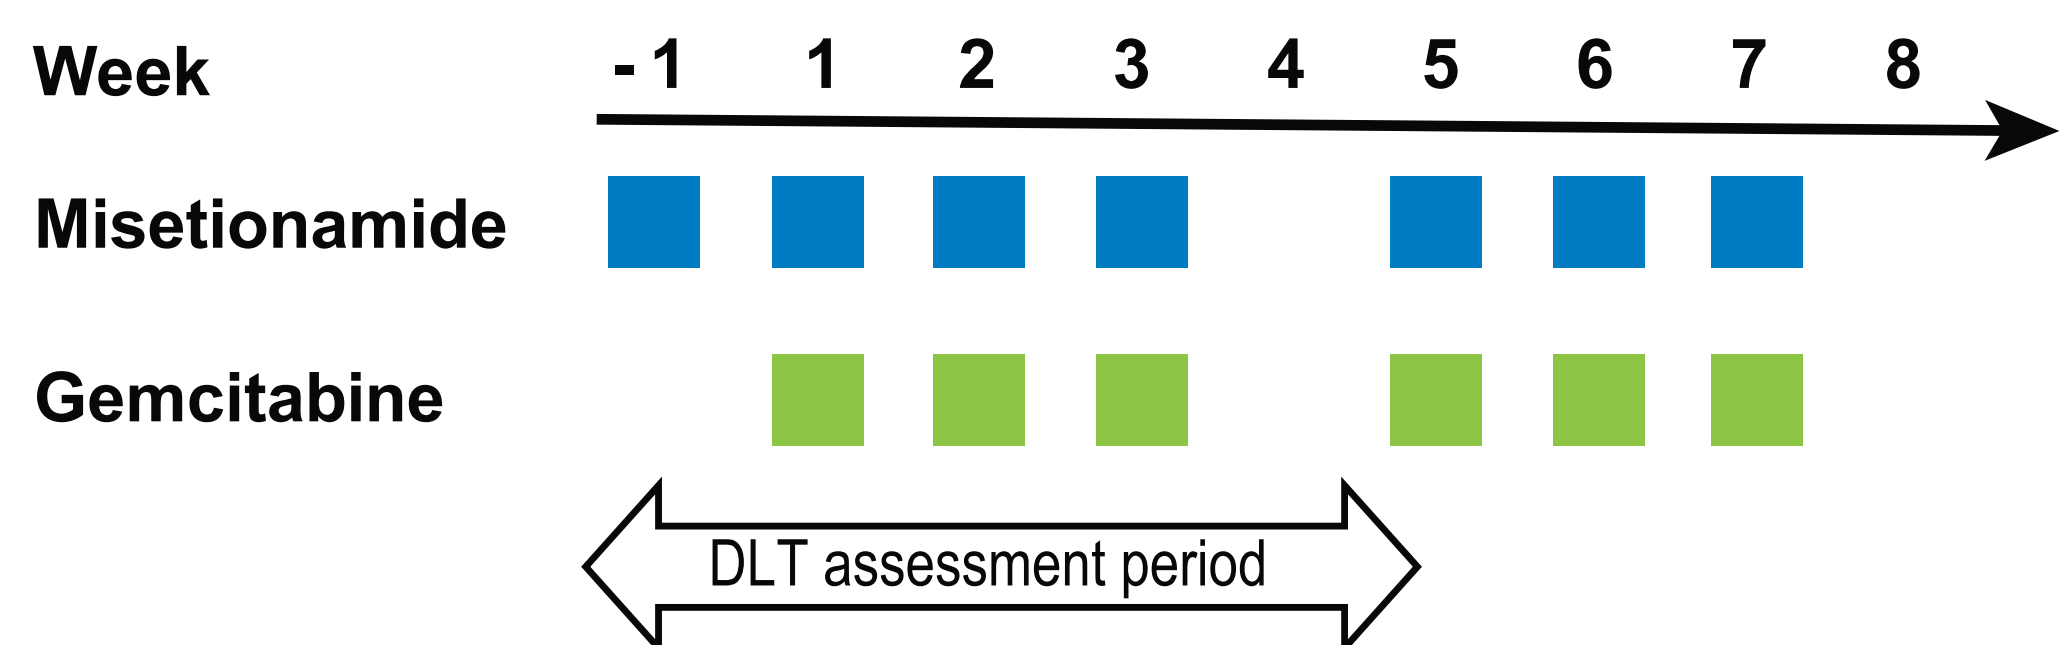 Week - 1 1 2 3 4 5 6 7 8
Misetionamide
Gemcitabine
DLT assessment period